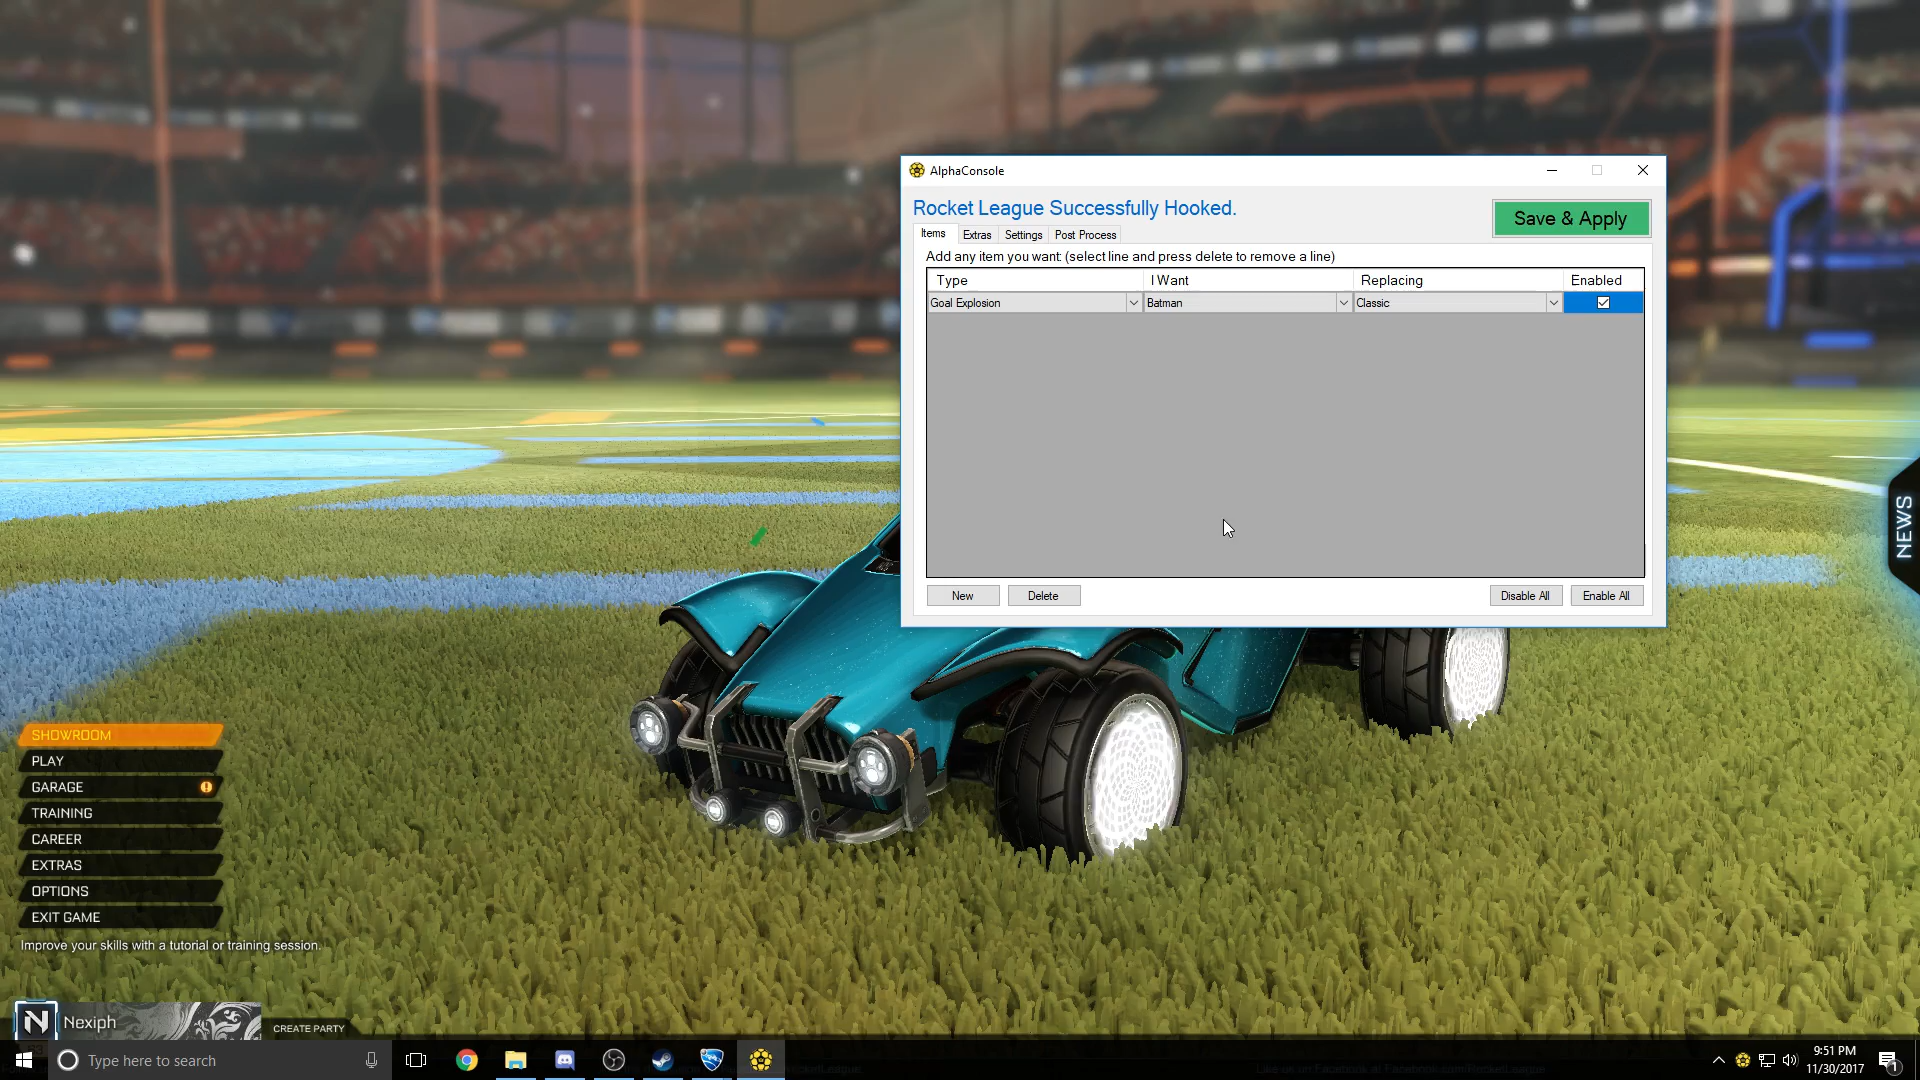 AlphaConsole
Rocket League Successfully Hooked.
Save & Apply
Items Extras Settings Post Process
Add any item you want: (select line and press delete to remove a line)
Type I Want Replacing Enabled
Goal Explosion Batman Classic
New Delete Disable All Enable All
NEWS
SHOWROOM
PLAY
GARAGE
TRAINING
CAREER
EXTRAS
OPTIONS
EXIT GAME
Improve your skills with a tutorial or training session.
N Nexiph
CREATE PARTY
Type here to search
9:51 PM
11/30/2017
1